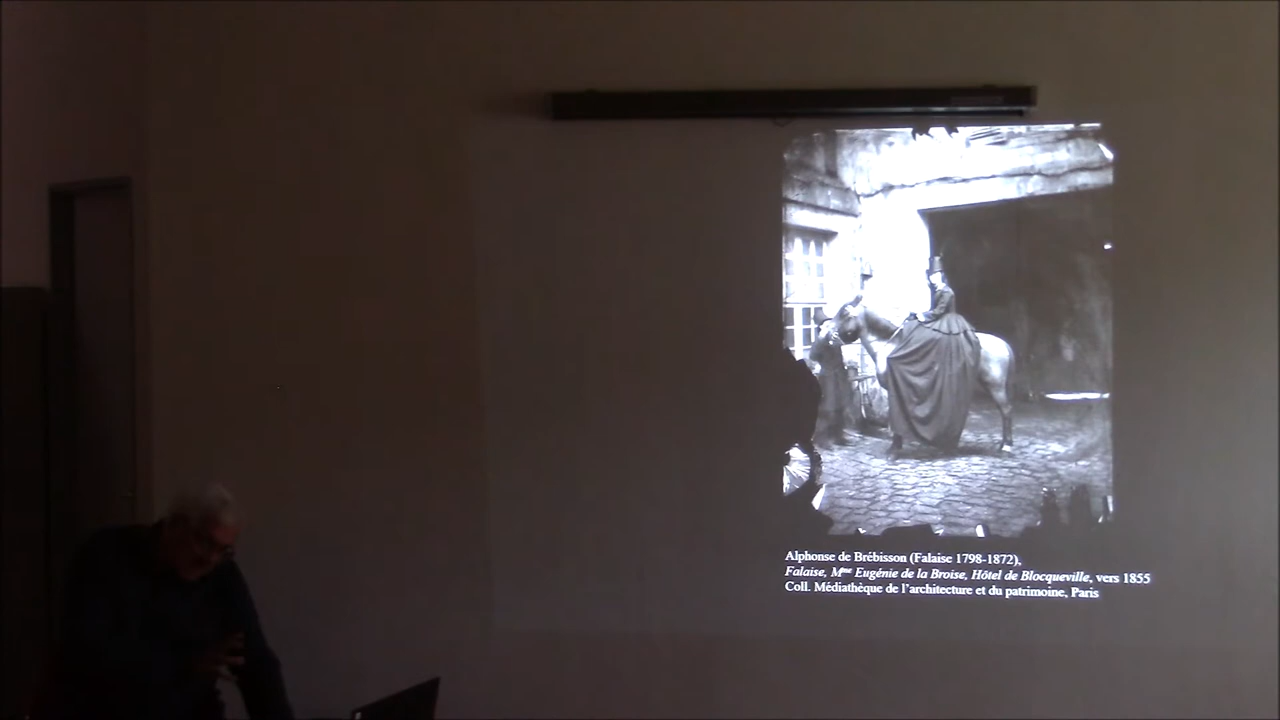 Alphonse de Brébisson (Falaise 1798-1872),
Falaise, Mme Eugénie de la Broise, Hôtel de Blocqueville, vers 1855
Coll. Médiathèque de l’architecture et du patrimoine, Paris